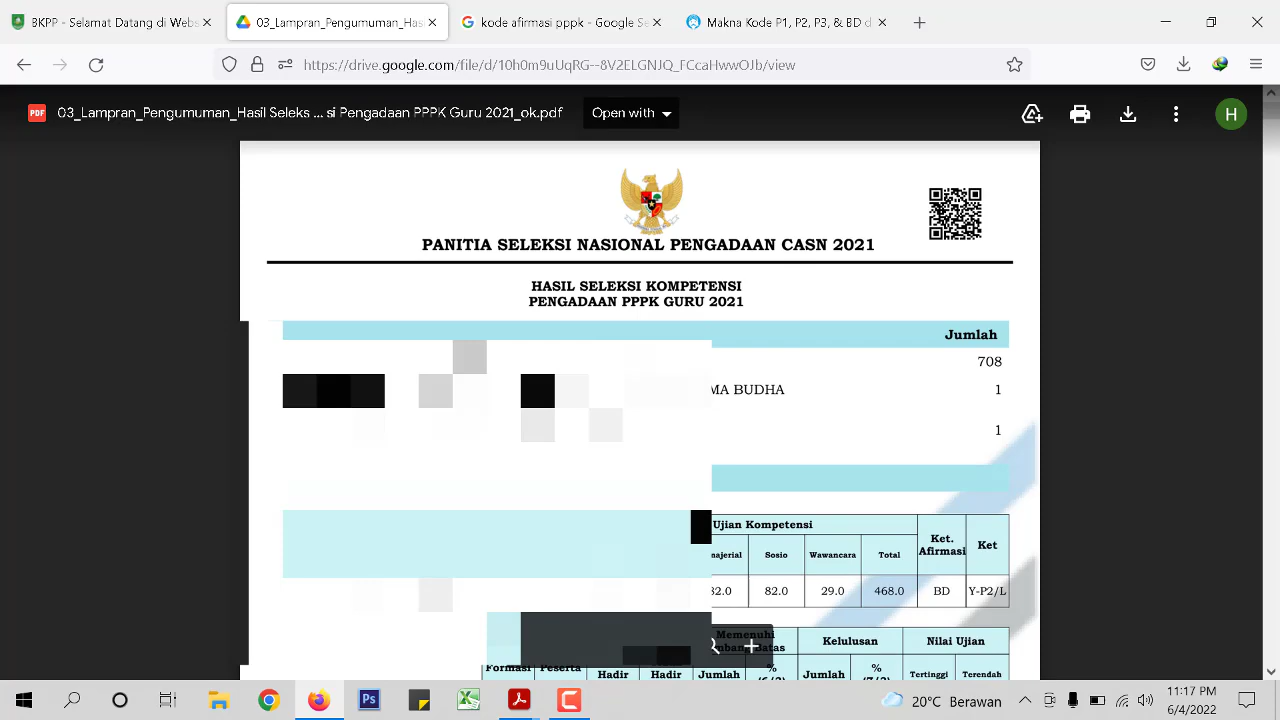 BKPP – Selamat Datang di Webs
03_Lampran_Pengumuman_Has
kode afirmasi pppk - Google Se
Makna Kode P1, P2, P3, & BD d
https://drive.google.com/file/d/10h0m9uUqRG--8V2ELGNJQ_FCcaHwwOJb/view
PDF 03_Lampran_Pengumuman_Hasil Seleks ... si Pengadaan PPPK Guru 2021_ok.pdf Open with H
PANITIA SELEKSI NASIONAL PENGADAAN CASN 2021
HASIL SELEKSI KOMPETENSI
PENGADAAN PPPK GURU 2021
Jumlah
708
MA BUDHA 1
1
Ujian Kompetensi
Ket. Afirmasi
Ket
najerial Sosio Wawancara Total
82.0 29.0 468.0 BD Y-P2/L
Memenuhi Kelulusan Nilai Ujian
Formasi Peserta Hadir Hadir Jumlah % Jumlah % Tertinggi Terendah
20°C Berawan
11:17 PM
6/4/2022